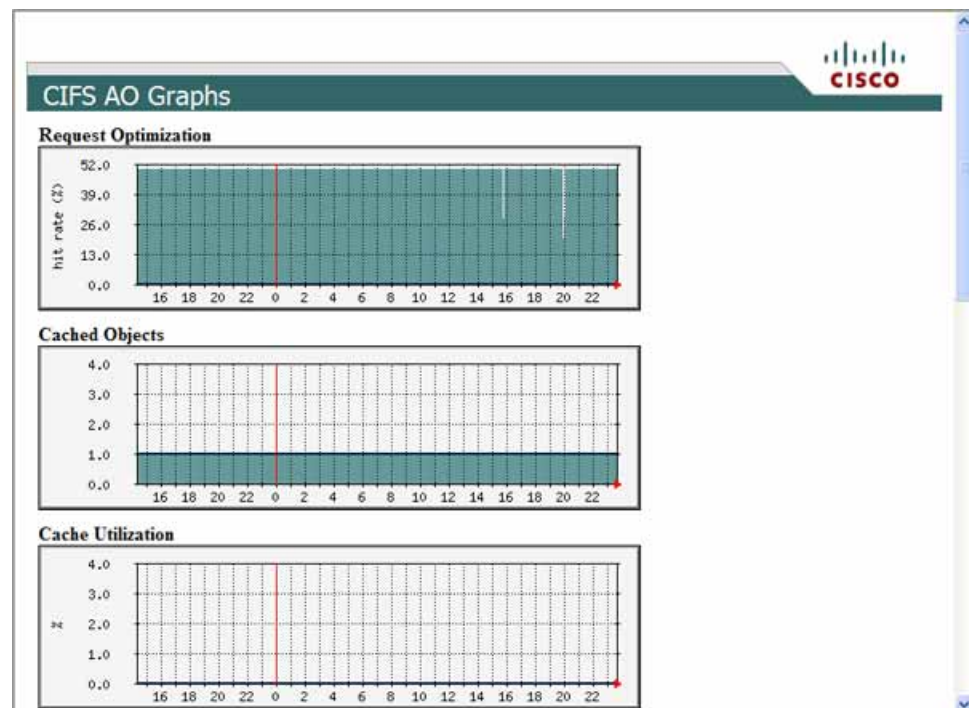 CISCO
CIFS AO Graphs
Request Optimization
hit rate (%)
52.0
39.0
26.0
13.0
0.0
16 18 20 22 0 2 4 6 8 10 12 14 16 18 20 22
Cached Objects
4.0
3.0
2.0
1.0
0.0
16 18 20 22 0 2 4 6 8 10 12 14 16 18 20 22
Cache Utilization
%
4.0
3.0
2.0
1.0
0.0
16 18 20 22 0 2 4 6 8 10 12 14 16 18 20 22